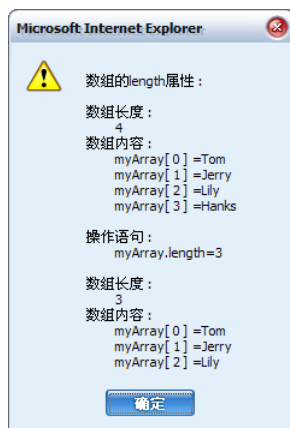 Microsoft Internet Explorer
数组的length属性：
数组长度：
4
数组内容：
myArray[ 0 ] =Tom
myArray[ 1 ] =Jerry
myArray[ 2 ] =Lily
myArray[ 3 ] =Hanks
操作语句：
myArray.length=3
数组长度：
3
数组内容：
myArray[ 0 ] =Tom
myArray[ 1 ] =Jerry
myArray[ 2 ] =Lily
确定